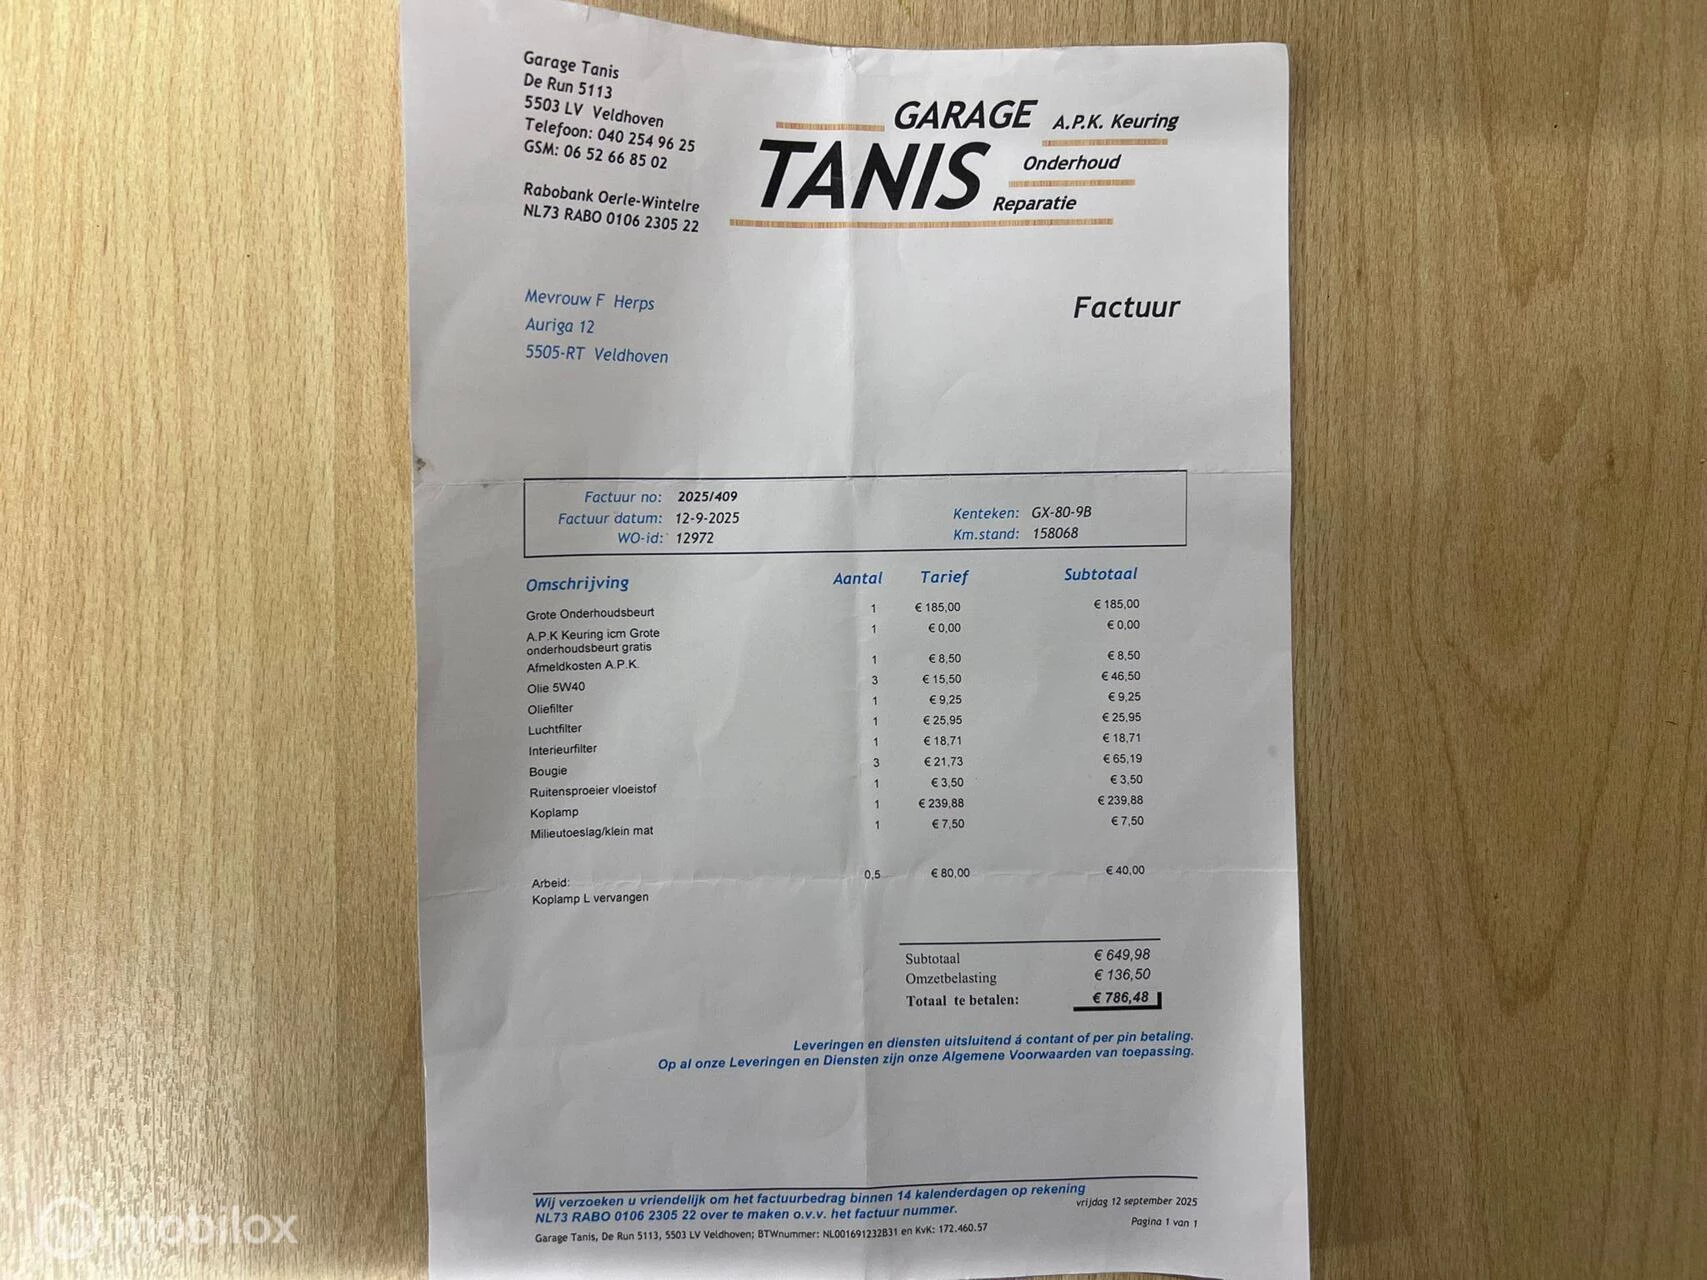 Garage Tanis
De Run 5113
5503 LV Veldhoven
Telefoon: 040 254 96 25
GSM: 06 52 66 85 02
Rabobank Oerle-Wintelre
NL73 RABO 0106 2305 22
GARAGE
TANIS
A.P.K. Keuring
Onderhoud
Reparatie
Mevrouw F Herps
Auriga 12
5505-RT Veldhoven
Factuur
Factuur no: 2025/409
Factuur datum: 12-9-2025
WO-id: 12972
Kenteken: GX-80-9B
Km.stand: 158068
Omschrijving Aantal Tarief Subtotaal
Grote Onderhoudsbeurt 1 € 185,00 € 185,00
A.P.K Keuring icm Grote 1 € 0,00 € 0,00
onderhoudsbeurt gratis
Afmeldkosten A.P.K. 1 € 8,50 € 8,50
Olie 5W40 3 € 15,50 € 46,50
Oliefilter 1 € 9,25 € 9,25
Luchtfilter 1 € 25,95 € 25,95
Interieurfilter 1 € 18,71 € 18,71
Bougie 3 € 21,73 € 65,19
Ruitensproeier vloeistof 1 € 3,50 € 3,50
Koplamp 1 € 239,88 € 239,88
Milieutoeslag/klein mat 1 € 7,50 € 7,50
Arbeid: 0,5 € 80,00 € 40,00
Koplamp L vervangen
Subtotaal € 649,98
Omzetbelasting € 136,50
Totaal te betalen: € 786,48
Leveringen en diensten uitsluitend á contant of per pin betaling.
Op al onze Leveringen en Diensten zijn onze Algemene Voorwaarden van toepassing.
Wij verzoeken u vriendelijk om het factuurbedrag binnen 14 kalenderdagen op rekening
NL73 RABO 0106 2305 22 over te maken o.v.v. het factuur nummer.
vrijdag 12 september 2025
Garage Tanis, De Run 5113, 5503 LV Veldhoven; BTWnummer: NL001691232B31 en KvK: 172.460.57
Pagina 1 van 1
mobilox